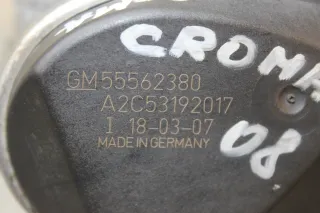 CROMA
GM 55562380
A2C53192017
I 18-03-07
MADE IN GERMANY
08